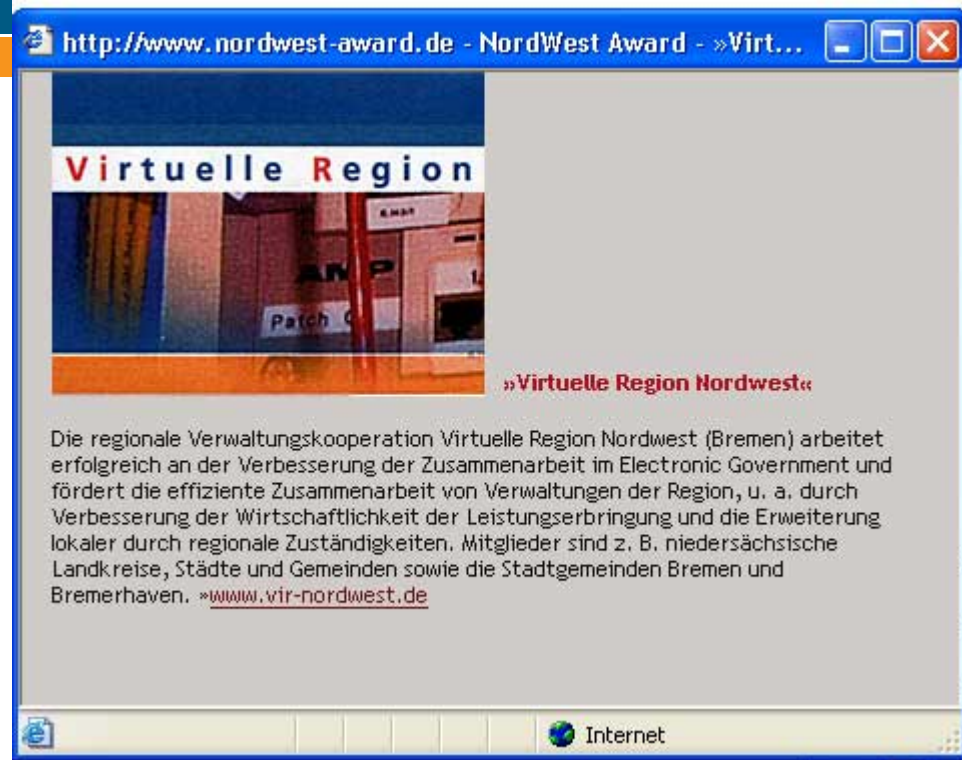 http://www.nordwest-award.de - NordWest Award - »Virt...
Virtuelle Region
AMP
Patch
»Virtuelle Region Nordwest«
Die regionale Verwaltungskooperation Virtuelle Region Nordwest (Bremen) arbeitet
erfolgreich an der Verbesserung der Zusammenarbeit im Electronic Government und
fördert die effiziente Zusammenarbeit von Verwaltungen der Region, u. a. durch
Verbesserung der Wirtschaftlichkeit der Leistungserbringung und die Erweiterung
lokaler durch regionale Zuständigkeiten. Mitglieder sind z. B. niedersächsische
Landkreise, Städte und Gemeinden sowie die Stadtgemeinden Bremen und
Bremerhaven. »www.vir-nordwest.de
Internet